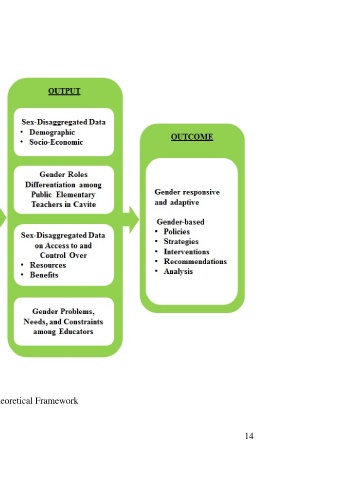 OUTPUT
Sex-Disaggregated Data
• Demographic
• Socio-Economic
Gender Roles
Differentiation among
Public Elementary
Teachers in Cavite
Sex-Disaggregated Data
on Access to and
Control Over
• Resources
• Benefits
Gender Problems,
Needs, and Constraints
among Educators
OUTCOME
Gender responsive
and adaptive
Gender-based
• Policies
• Strategies
• Interventions
• Recommendations
• Analysis
eoretical Framework
14